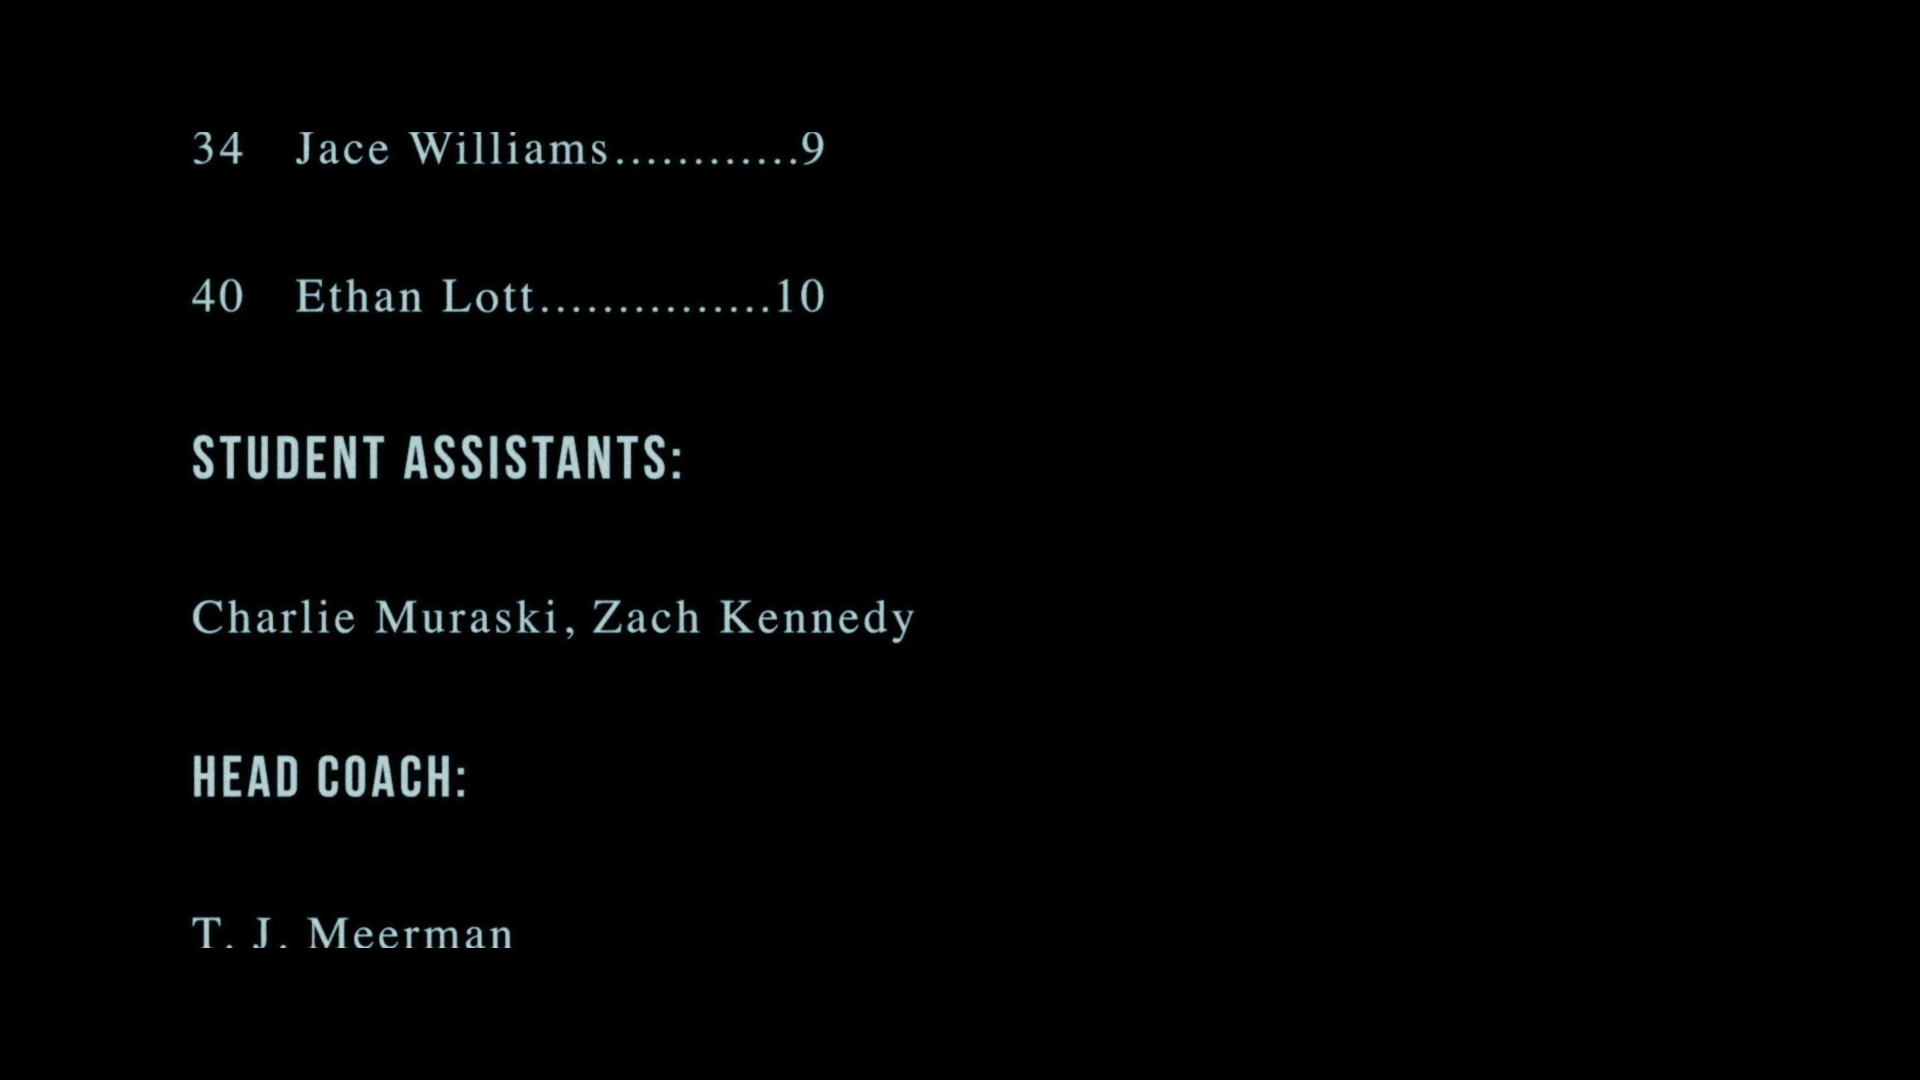 34 Jace Williams............9
40 Ethan Lott...............10
STUDENT ASSISTANTS:
Charlie Muraski, Zach Kennedy
HEAD COACH:
T. J. Meerman